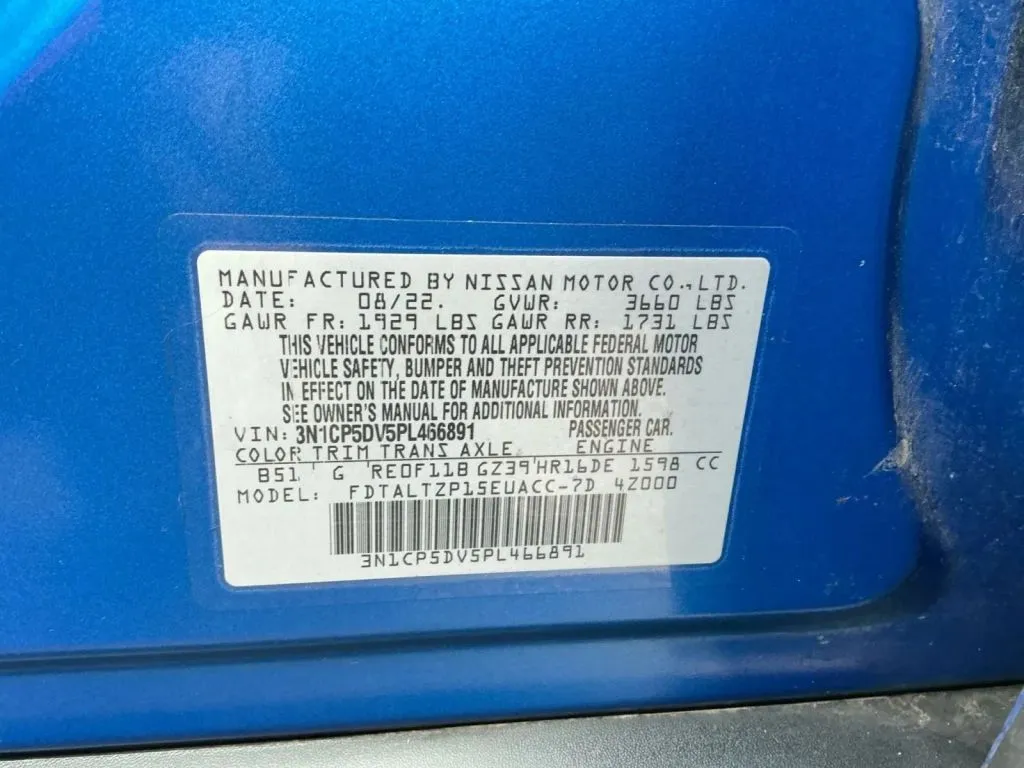 MANUFACTURED BY NISSAN MOTOR CO.,LTD.
DATE: 08/22. GVWR: 3660 LBS
GAWR FR: 1929 LBS GAWR RR: 1731 LBS
THIS VEHICLE CONFORMS TO ALL APPLICABLE FEDERAL MOTOR
VEHICLE SAFETY, BUMPER AND THEFT PREVENTION STANDARDS
IN EFFECT ON THE DATE OF MANUFACTURE SHOWN ABOVE.
SEE OWNER'S MANUAL FOR ADDITIONAL INFORMATION.
VIN: 3N1CP5DV5PL466891 PASSENGER CAR.
COLOR TRIM TRANS AXLE ENGINE
B51 G RE0F11B GZ39 HR16DE 1598 CC
MODEL: FDTALTZP15EUACC-7D 4Z000
3N1CP5DV5PL466891